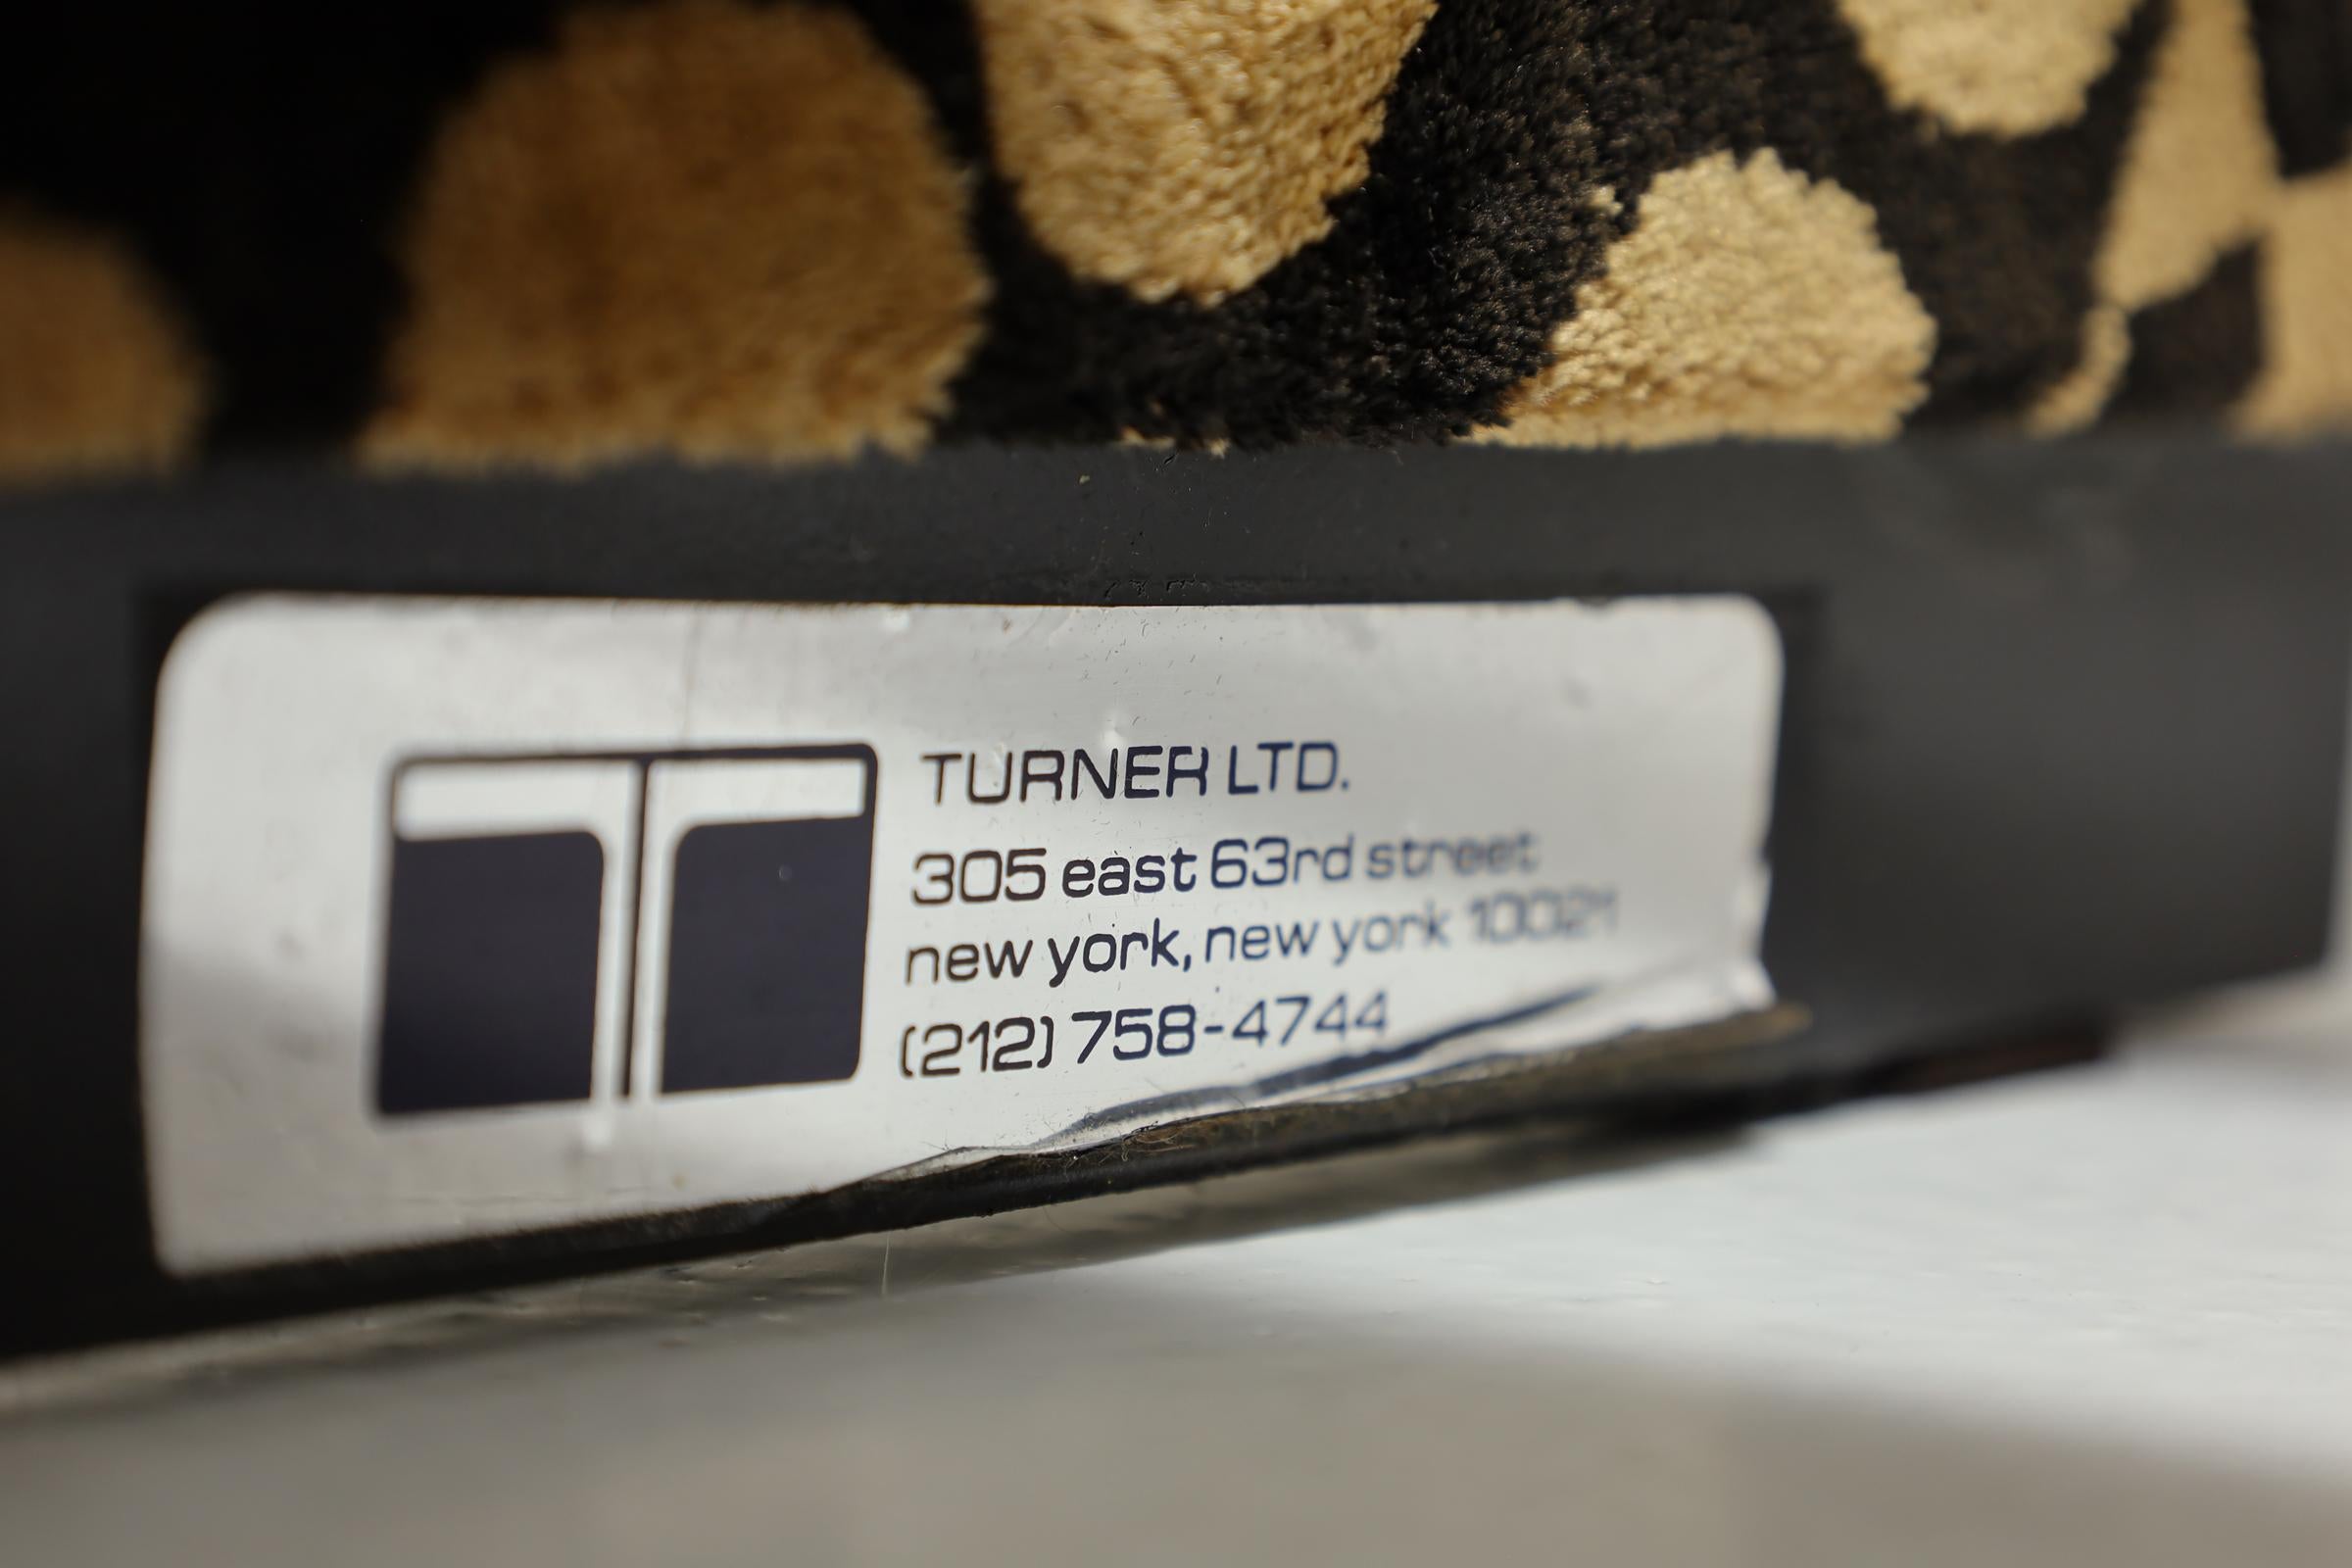 TURNER LTD.
305 east 63rd street
new york, new york 10021
(212) 758-4744